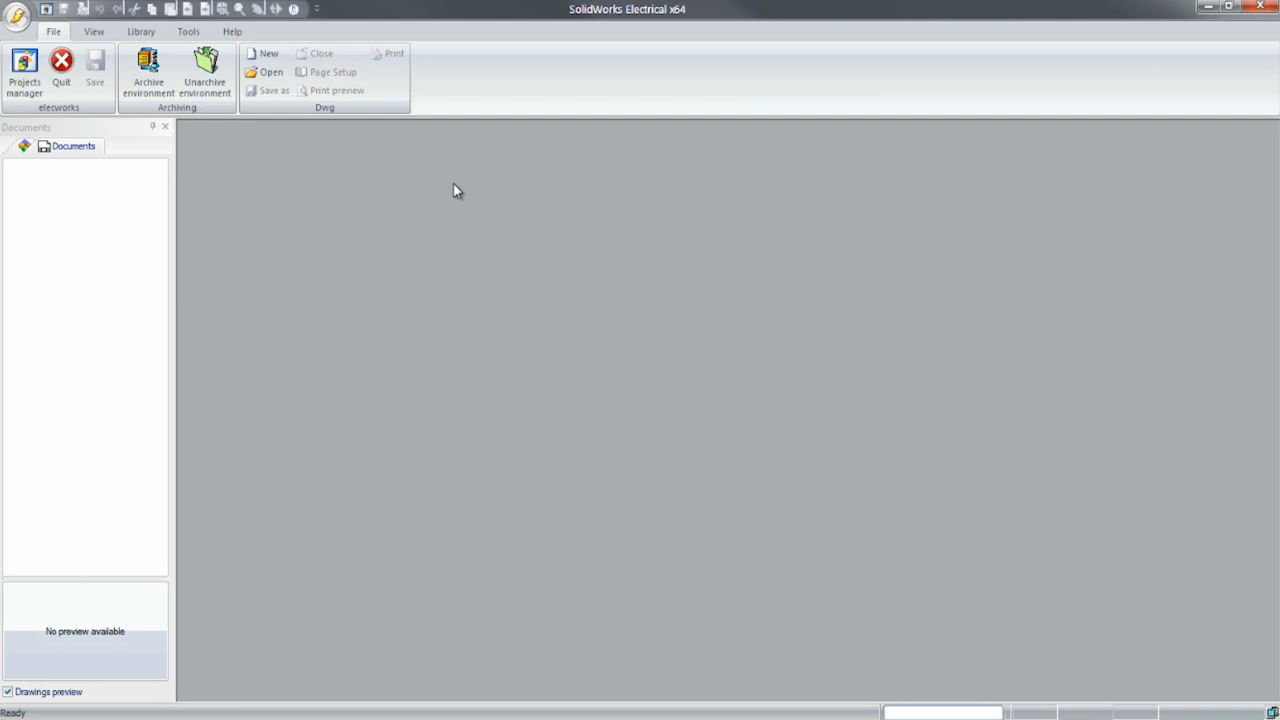 SolidWorks Electrical x64
File View Library Tools Help
Projects manager
Quit
Save
elecworks
Archive environment
Unarchive environment
Archiving
New
Close
Print
Open
Page Setup
Save as
Print preview
Dwg
Documents
Documents
No preview available
Drawings preview
Ready